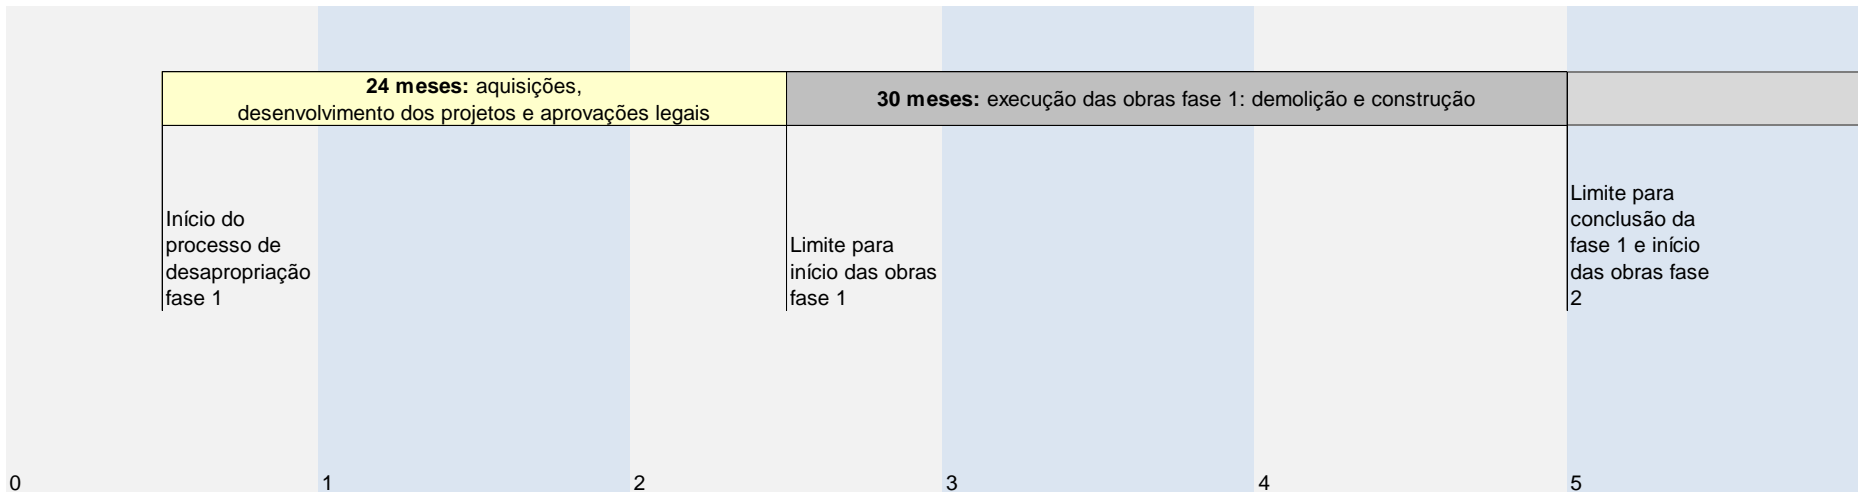 24 meses: aquisições,
desenvolvimento dos projetos e aprovações legais
30 meses: execução das obras fase 1: demolição e construção
Início do
processo de
desapropriação
fase 1
Limite para
início das obras
fase 1
Limite para
conclusão da
fase 1 e início
das obras fase
2
0
1
2
3
4
5